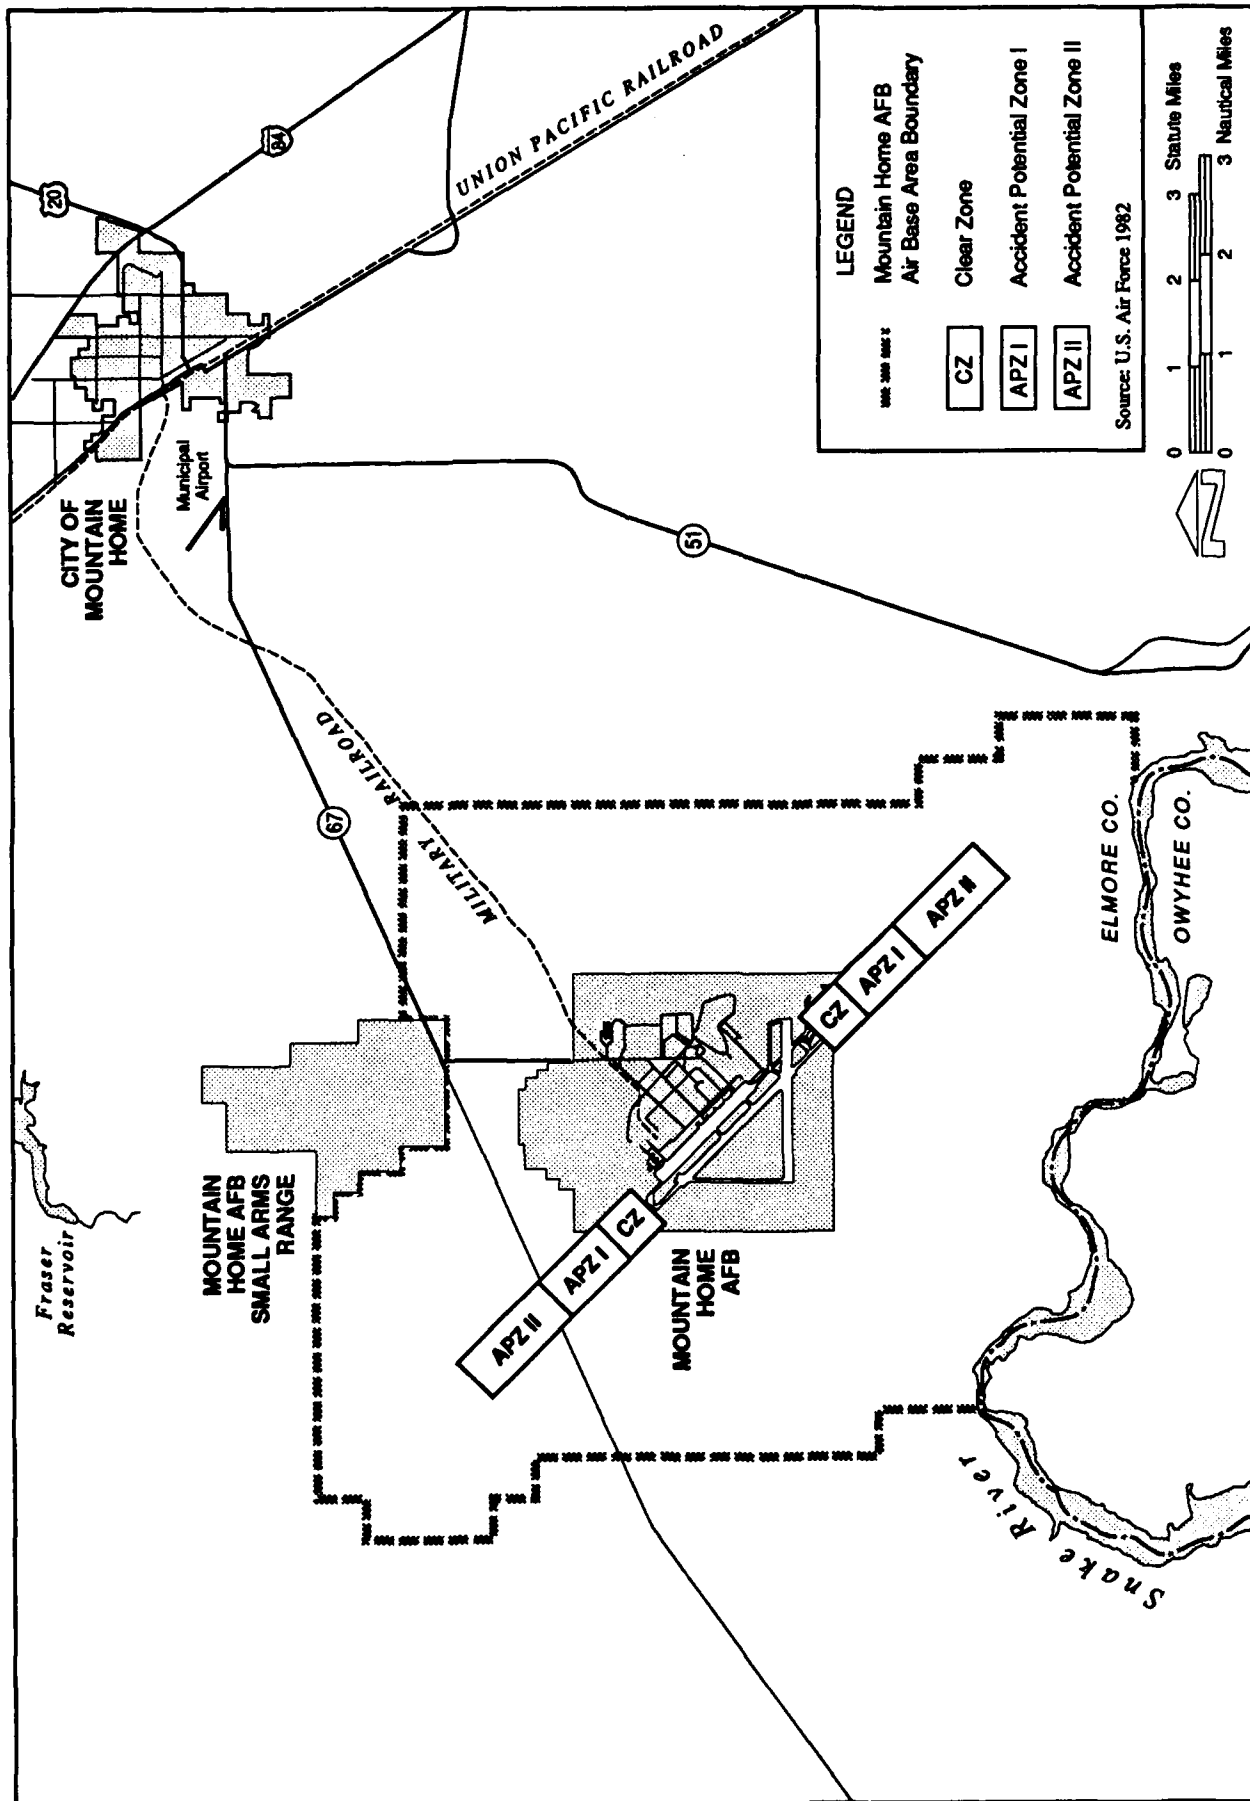 20
84
UNION PACIFIC RAILROAD
CITY OF
MOUNTAIN
HOME
Municipal
Airport
51
67
MILITARY RAILROAD
Fraser
Reservoir
MOUNTAIN
HOME AFB
SMALL ARMS
RANGE
APZ II
APZ I
CZ
MOUNTAIN
HOME
AFB
CZ
APZ I
APZ II
ELMORE CO.
OWYHEE CO.
Snake River
LEGEND
Mountain Home AFB
Air Base Area Boundary
CZ
Clear Zone
APZ I
Accident Potential Zone I
APZ II
Accident Potential Zone II
Source: U.S. Air Force 1982
0 1 2 3 Statute Miles
0 1 2 3 Nautical Miles